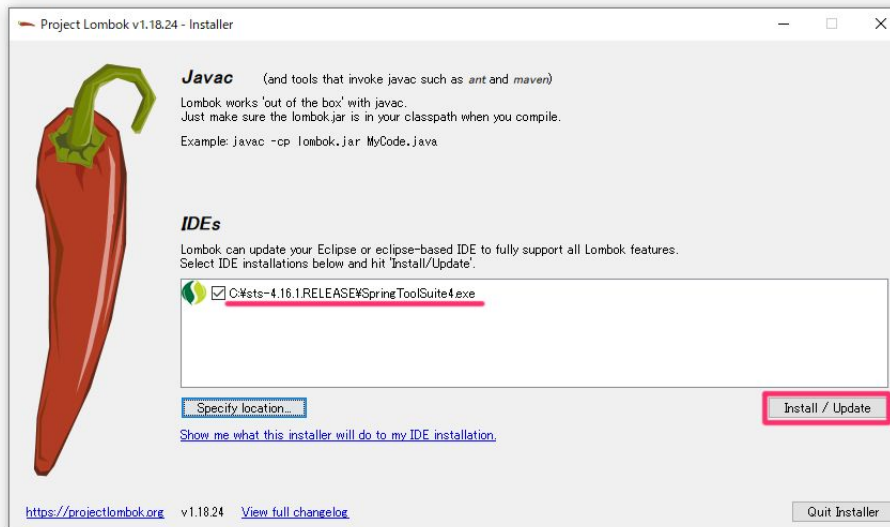 Project Lombok v1.18.24 - Installer
Javac (and tools that invoke javac such as ant and maven)
Lombok works 'out of the box' with javac.
Just make sure the lombok.jar is in your classpath when you compile.
Example: javac -cp lombok.jar MyCode.java
IDEs
Lombok can update your Eclipse or eclipse-based IDE to fully support all Lombok features.
Select IDE installations below and hit 'Install/Update'.
C:¥sts-4.16.1.RELEASE¥SpringToolSuite4.exe
Specify location...
Install / Update
Show me what this installer will do to my IDE installation.
https://projectlombok.org v1.18.24 View full changelog
Quit Installer